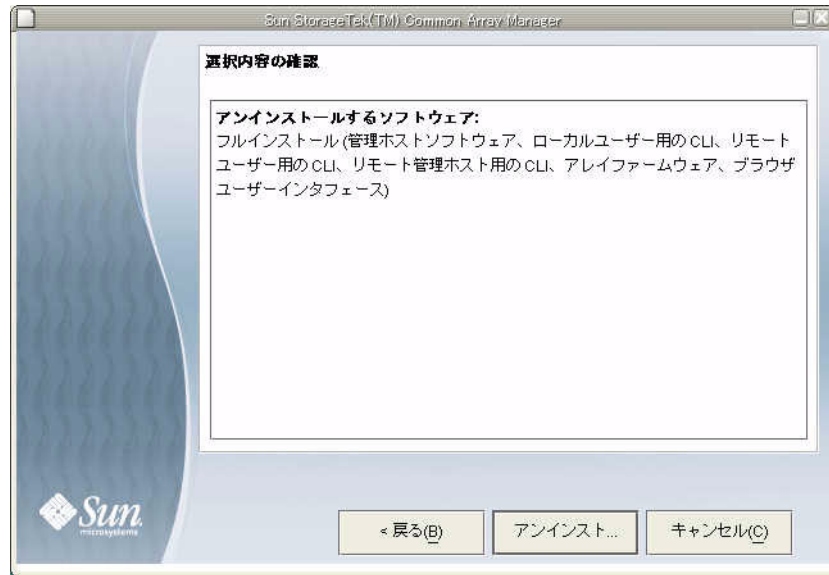 Sun StorageTek(TM) Common Array Manager
選択内容の確認
アンインストールするソフトウェア:
フルインストール (管理ホストソフトウェア、ローカルユーザー用の CLI、リモート
ユーザー用の CLI、リモート管理ホスト用の CLI、アレイファームウェア、ブラウザ
ユーザーインタフェース)
Sun
microsystems
< 戻る(B)
アンインスト...
キャンセル(C)